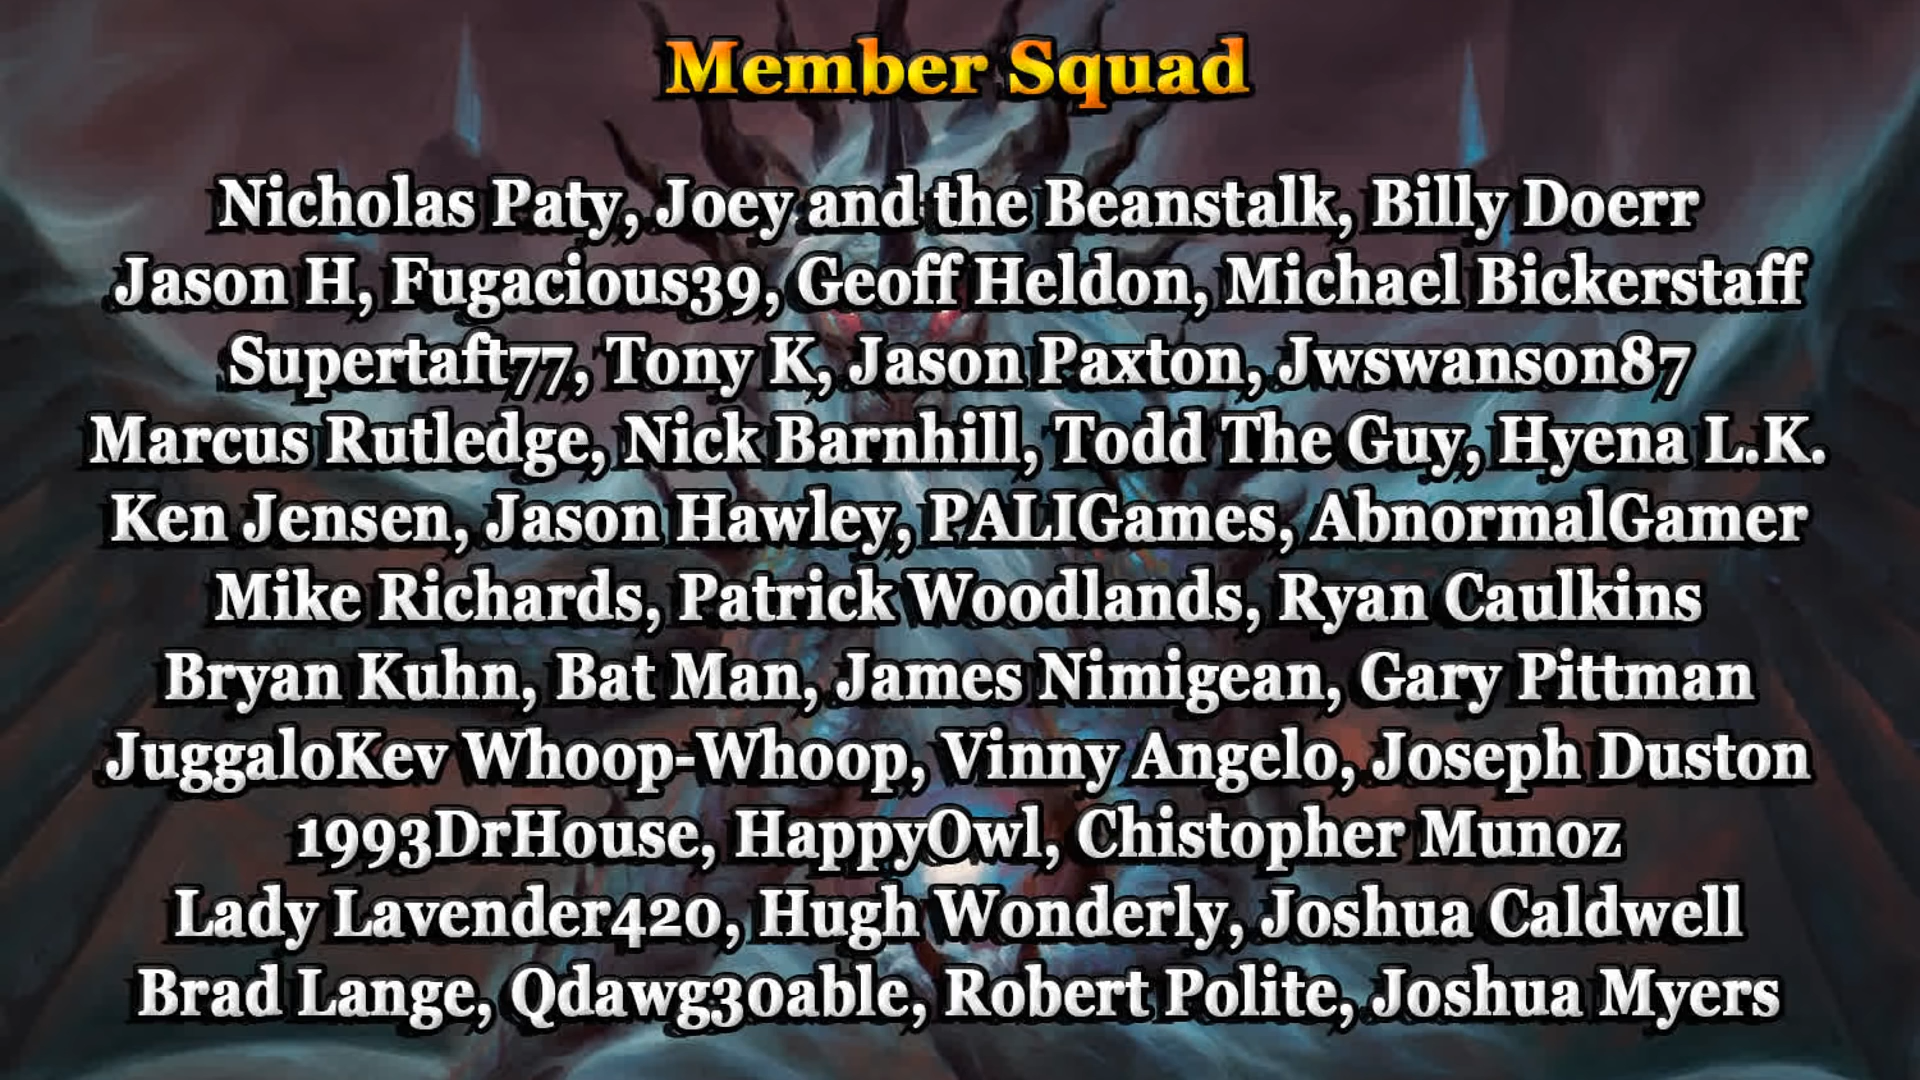 Member Squad
Nicholas Paty, Joey and the Beanstalk, Billy Doerr
Jason H, Fugacious39, Geoff Heldon, Michael Bickerstaff
Supertaft77, Tony K, Jason Paxton, Jwswanson87
Marcus Rutledge, Nick Barnhill, Todd The Guy, Hyena L.K.
Ken Jensen, Jason Hawley, PALIGames, AbnormalGamer
Mike Richards, Patrick Woodlands, Ryan Caulkins
Bryan Kuhn, Bat Man, James Nimigean, Gary Pittman
JuggaloKev Whoop-Whoop, Vinny Angelo, Joseph Duston
1993DrHouse, HappyOwl, Chistopher Munoz
Lady Lavender420, Hugh Wonderly, Joshua Caldwell
Brad Lange, Qdawg30able, Robert Polite, Joshua Myers